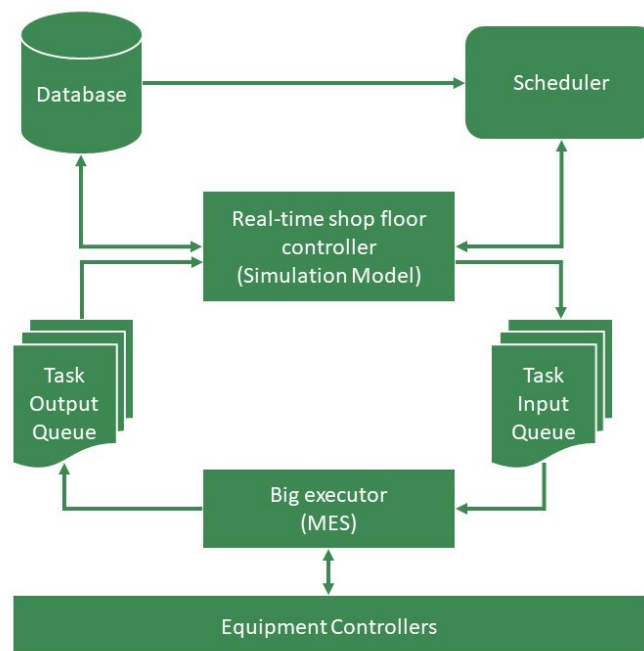 Database
Scheduler
Real-time shop floor
controller
(Simulation Model)
Task
Output
Queue
Task
Input
Queue
Big executor
(MES)
Equipment Controllers